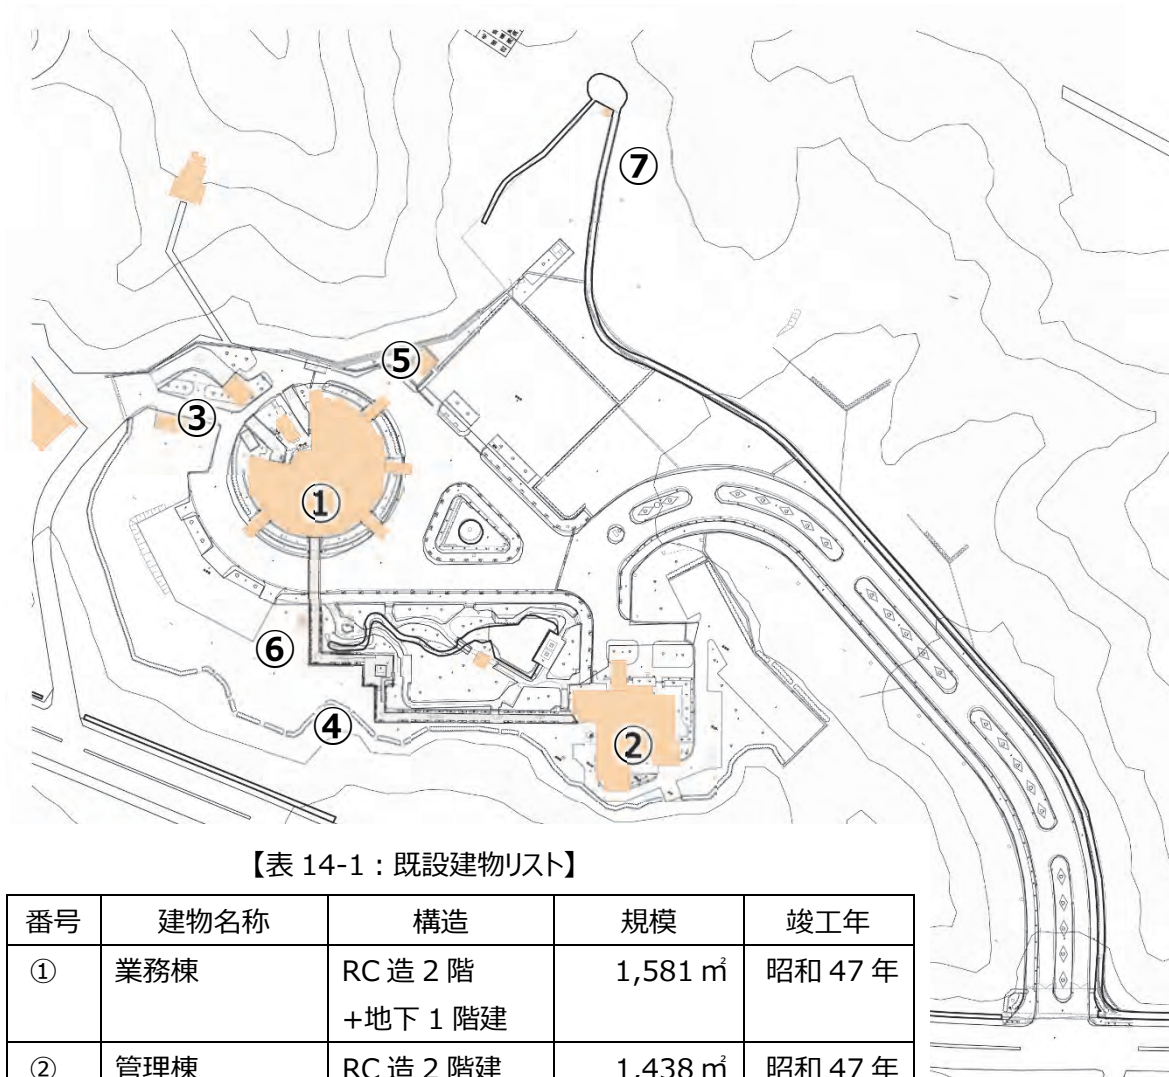 ⑦
⑤
③
①
⑥
④
②
【表 14-1：既設建物リスト】
番号 建物名称 構造 規模 竣工年
① 業務棟 RC 造 2 階 1,581 ㎡ 昭和 47 年
+地下 1 階建
② 管理棟 RC 造 2 階建 1,438 ㎡ 昭和 47 年